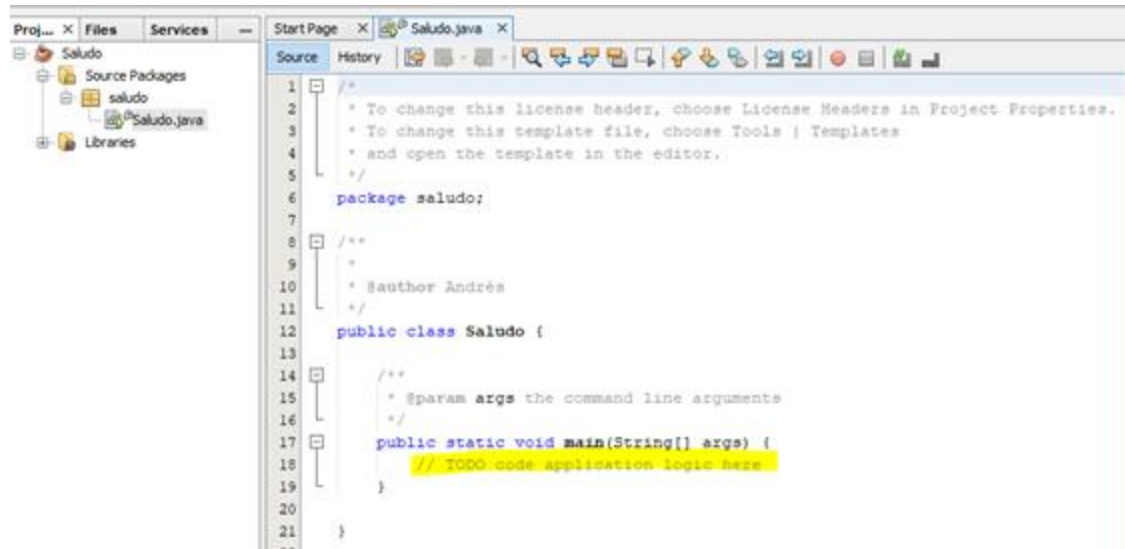 Proj... × Files Services
Saludo
Source Packages
saludo
Saludo.java
Libraries
Start Page × Saludo.java ×
Source History
1 /*
2 * To change this license header, choose License Headers in Project Properties.
3 * To change this template file, choose Tools | Templates
4 * and open the template in the editor.
5 */
6 package saludo;
7
8 /**
9 *
10 * @author Andrés
11 */
12 public class Saludo {
13
14 /**
15 * @param args the command line arguments
16 */
17 public static void main(String[] args) {
18 // TODO code application logic here
19 }
20
21 }